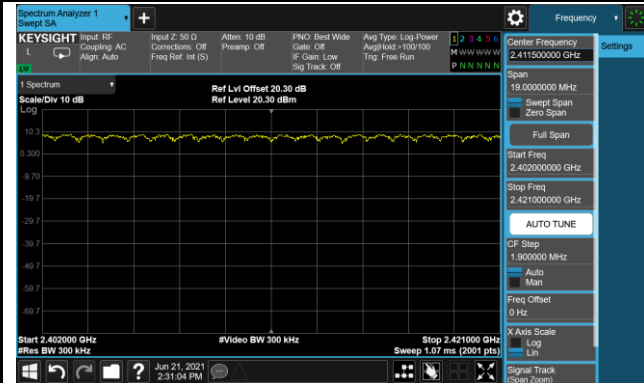 Spectrum Analyzer 1
Swept SA
Frequency
KEYSIGHT
L
Input: RF
Coupling: AC
Align: Auto
Input Z: 50 Ω
Corrections: Off
Freq Ref: Int (S)
Atten: 10 dB
Preamp: Off
PNO: Best Wide
Gate: Off
IF Gain: Low
Sig Track: Off
Avg Type: Log-Power
Avg|Hold:>100/100
Trig: Free Run
1 2 3 4 5 6
M W W W W W
P N N N N N
1 Spectrum
Scale/Div 10 dB
Log
Ref Lvl Offset 20.30 dB
Ref Level 20.30 dBm
10.3
0.300
-9.70
-19.7
-29.7
-39.7
-49.7
-59.7
-69.7
Start 2.402000 GHz
#Res BW 300 kHz
#Video BW 300 kHz
Stop 2.421000 GHz
Sweep 1.07 ms (2001 pts)
Jun 21, 2021
2:31:04 PM
Center Frequency
2.411500000 GHz
Settings
Span
19.0000000 MHz
Swept Span
Zero Span
Full Span
Start Freq
2.402000000 GHz
Stop Freq
2.421000000 GHz
AUTO TUNE
CF Step
1.900000 MHz
Auto
Man
Freq Offset
0 Hz
X Axis Scale
Log
Lin
Signal Track
(Span Zoom)